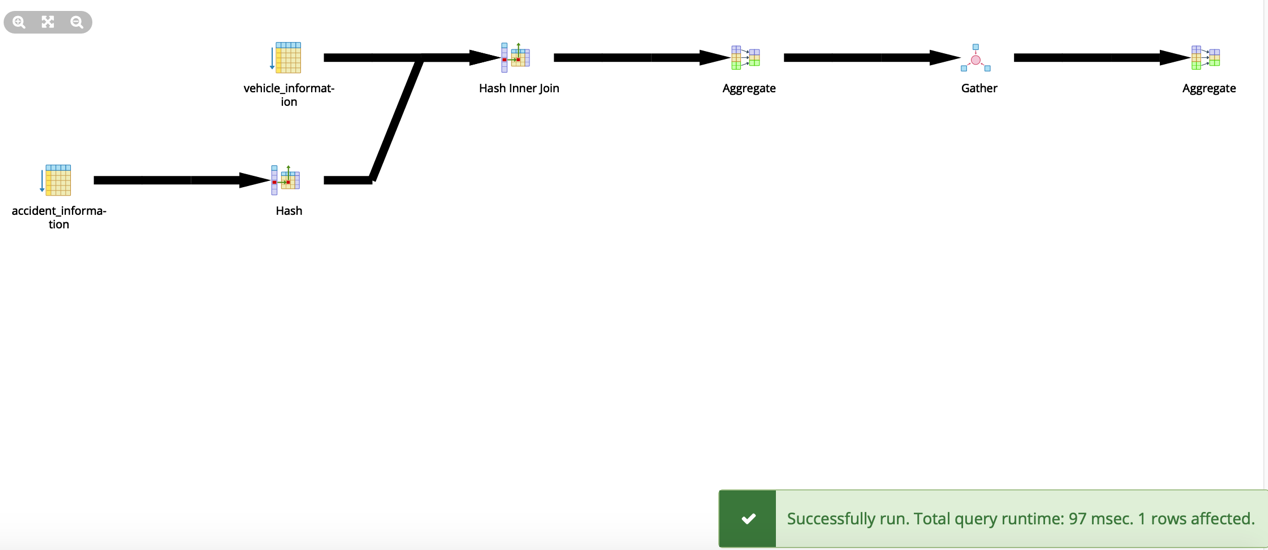 vehicle_informat-
ion
Hash Inner Join
Aggregate
Gather
Aggregate
accident_informa-
tion
Hash
Successfully run. Total query runtime: 97 msec. 1 rows affected.